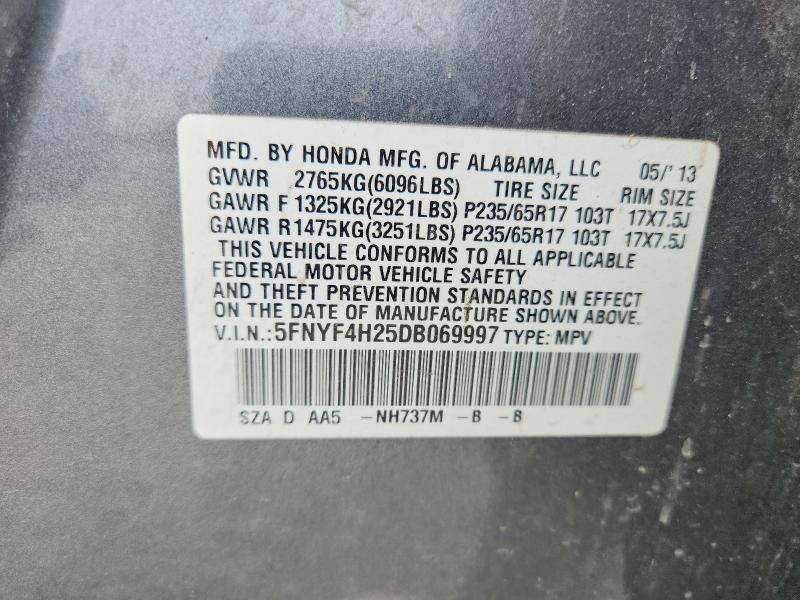 MFD. BY HONDA MFG. OF ALABAMA, LLC 05/'13
GVWR 2765KG(6096LBS) TIRE SIZE RIM SIZE
GAWR F 1325KG(2921LBS) P235/65R17 103T 17X7.5J
GAWR R1475KG(3251LBS) P235/65R17 103T 17X7.5J
THIS VEHICLE CONFORMS TO ALL APPLICABLE
FEDERAL MOTOR VEHICLE SAFETY
AND THEFT PREVENTION STANDARDS IN EFFECT
ON THE DATE OF MANUFACTURE SHOWN ABOVE.
V.I.N.: 5FNYF4H25DB069997 TYPE: MPV
SZA D AA5 -NH737M -B -B